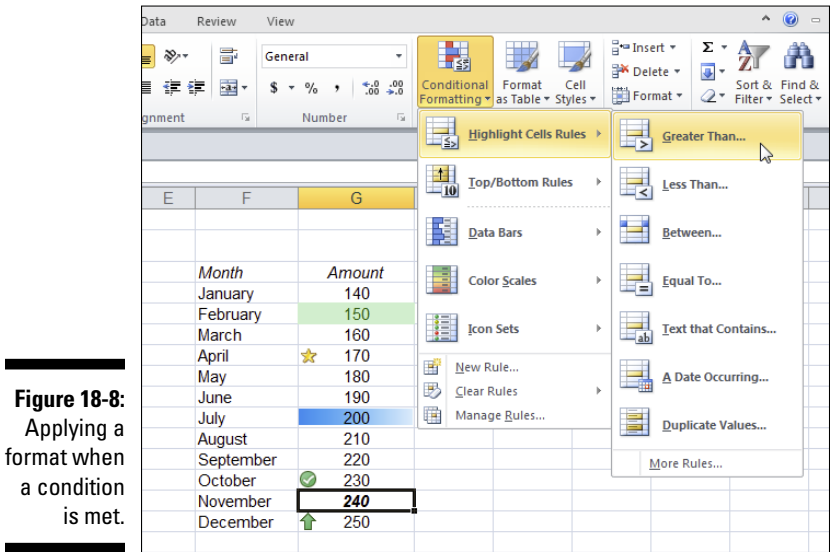 Data Review View
General
$ % , .0 .00 .00 .0
gnment Number
Conditional Formatting
Format as Table
Cell Styles
Insert
Delete
Format
Σ
Sort & Filter
Find & Select
Highlight Cells Rules
Top/Bottom Rules
Data Bars
Color Scales
Icon Sets
New Rule...
Clear Rules
Manage Rules...
Greater Than...
Less Than...
Between...
Equal To...
Text that Contains...
A Date Occurring...
Duplicate Values...
More Rules...
E F G
Month Amount
January 140
February 150
March 160
April 170
May 180
June 190
July 200
August 210
September 220
October 230
November 240
December 250
Figure 18-8:
Applying a
format when
a condition
is met.